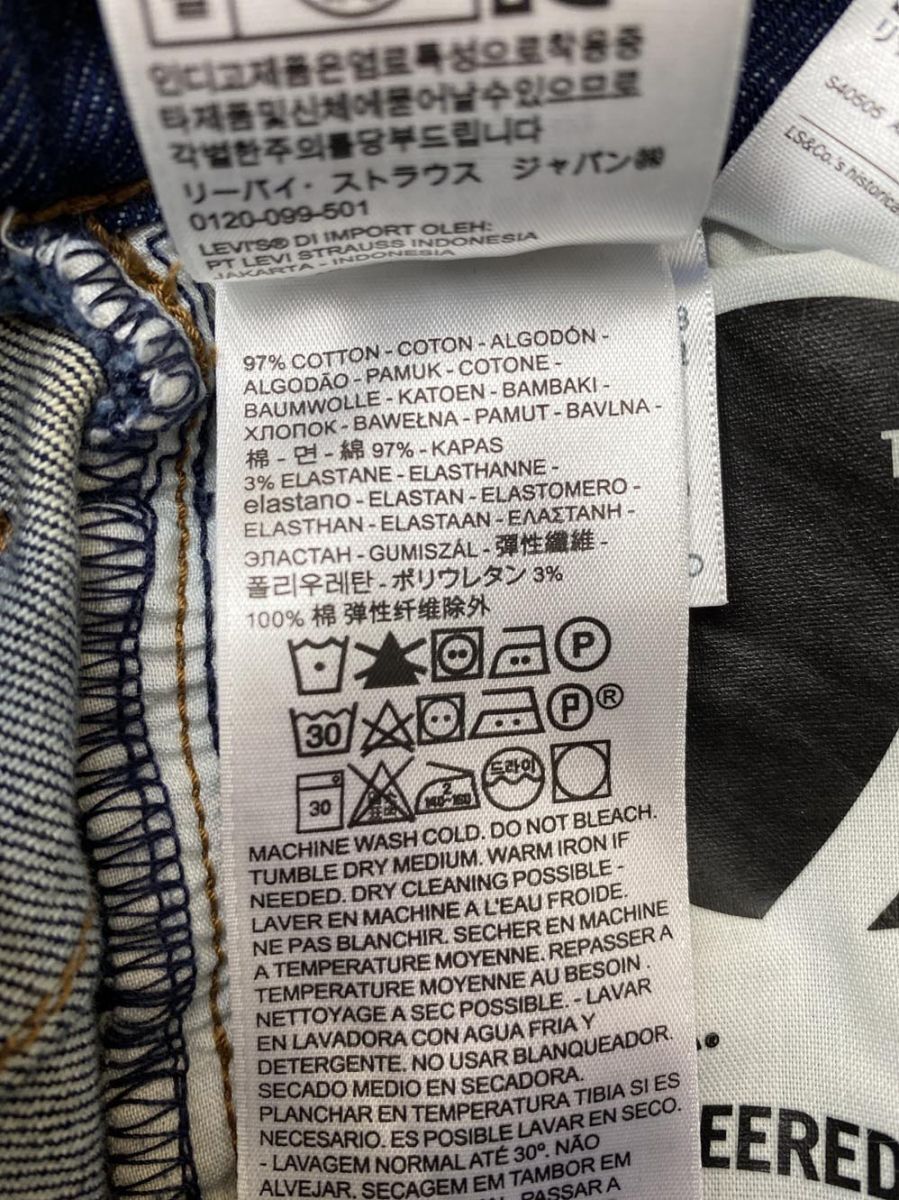 인디고제품은염료특성으로착용중
타제품및신체에묻어날수있으므로
각별한주의를당부드립니다
リーバイ・ストラウス ジャパン㈱
0120-099-501
LEVI'S® DI IMPORT OLEH:
PT LEVI STRAUSS INDONESIA
JAKARTA - INDONESIA
S40505
LS&Co.'s historica
97% COTTON - COTON - ALGODÓN -
ALGODÃO - PAMUK - COTONE -
BAUMWOLLE - KATOEN - BAMBAKI -
ХЛОПОК - BAWEŁNA - PAMUT - BAVLNA -
棉 - 면 - 綿 97% - KAPAS
3% ELASTANE - ELASTHANNE -
elastano - ELASTAN - ELASTOMERO -
ELASTHAN - ELASTAAN - ΕΛΑΣΤΑΝΗ -
ЭЛАСТАН - GUMISZÁL - 彈性纖維 -
폴리우레탄 - ポリウレタン 3%
100% 棉 弹性纤维除外
P
30 P ®
30 2 드라이
MACHINE WASH COLD. DO NOT BLEACH.
TUMBLE DRY MEDIUM. WARM IRON IF
NEEDED. DRY CLEANING POSSIBLE -
LAVER EN MACHINE A L'EAU FROIDE.
NE PAS BLANCHIR. SECHER EN MACHINE
A TEMPERATURE MOYENNE. REPASSER A
TEMPERATURE MOYENNE AU BESOIN .
NETTOYAGE A SEC POSSIBLE. - LAVAR
EN LAVADORA CON AGUA FRIA Y
DETERGENTE. NO USAR BLANQUEADOR.
SECADO MEDIO EN SECADORA.
PLANCHAR EN TEMPERATURA TIBIA SI ES
NECESARIO. ES POSIBLE LAVAR EN SECO.
- LAVAGEM NORMAL ATÉ 30º. NÃO
ALVEJAR. SECAGEM EM TAMBOR EM
PASSAR A
EERED